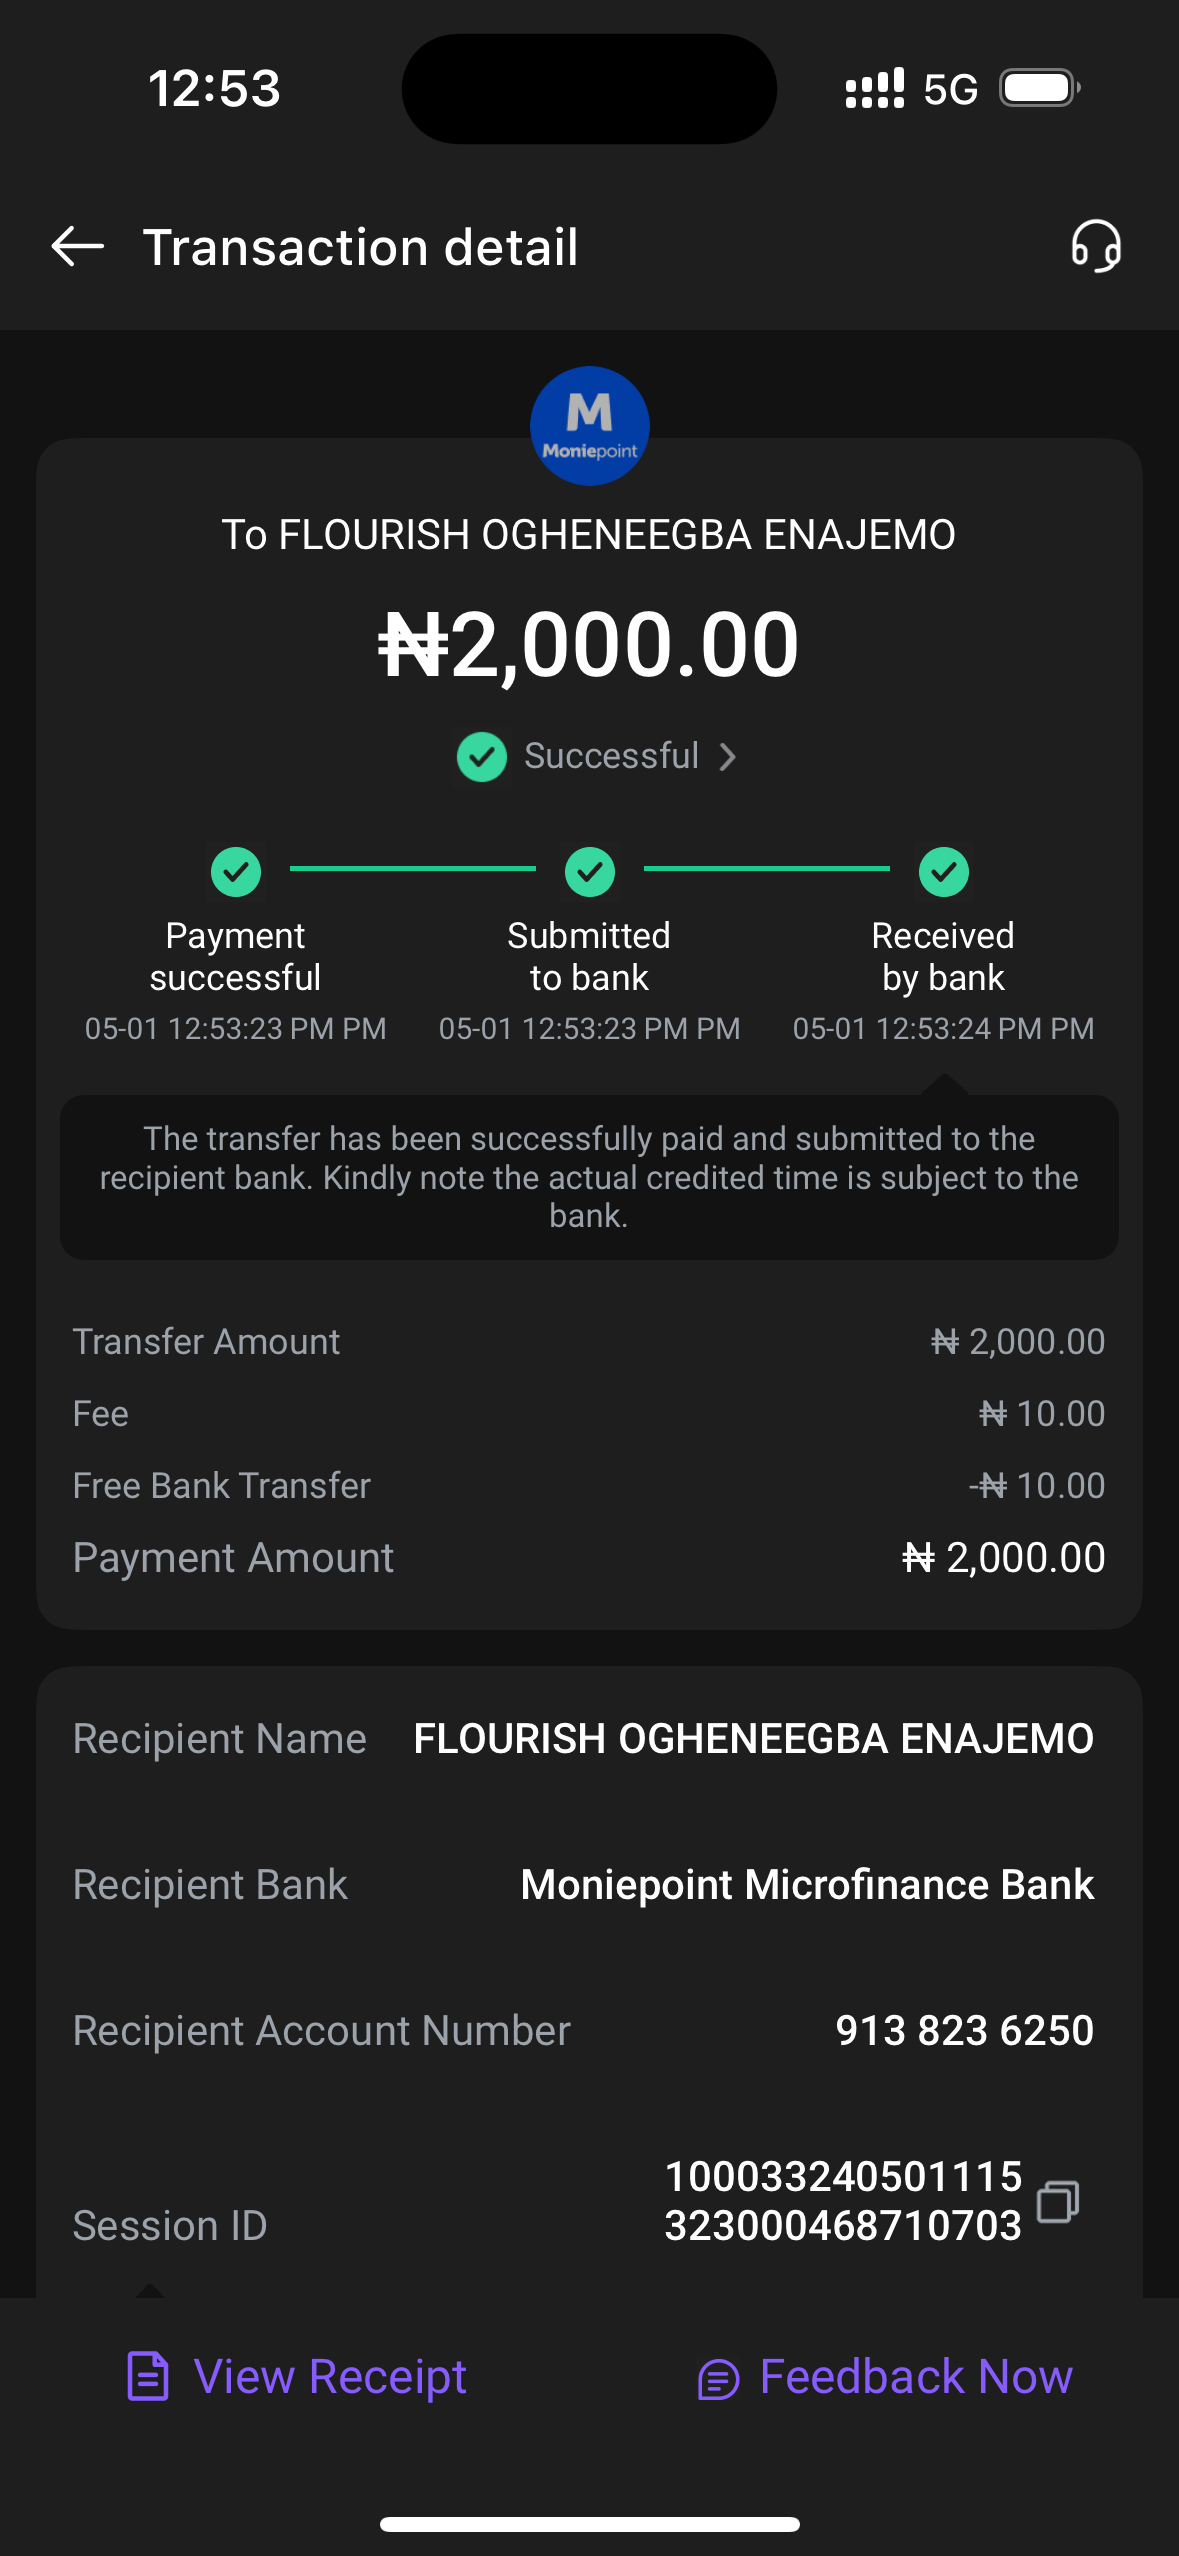 12:53
5G
Transaction detail
M
Moniepoint
To FLOURISH OGHENEEGBA ENAJEMO
₦2,000.00
Successful
Payment successful
05-01 12:53:23 PM PM
Submitted to bank
05-01 12:53:23 PM PM
Received by bank
05-01 12:53:24 PM PM
The transfer has been successfully paid and submitted to the
recipient bank. Kindly note the actual credited time is subject to the
bank.
Transfer Amount ₦ 2,000.00
Fee ₦ 10.00
Free Bank Transfer -₦ 10.00
Payment Amount ₦ 2,000.00
Recipient Name FLOURISH OGHENEEGBA ENAJEMO
Recipient Bank Moniepoint Microfinance Bank
Recipient Account Number 913 823 6250
Session ID 100033240501115
323000468710703
View Receipt
Feedback Now